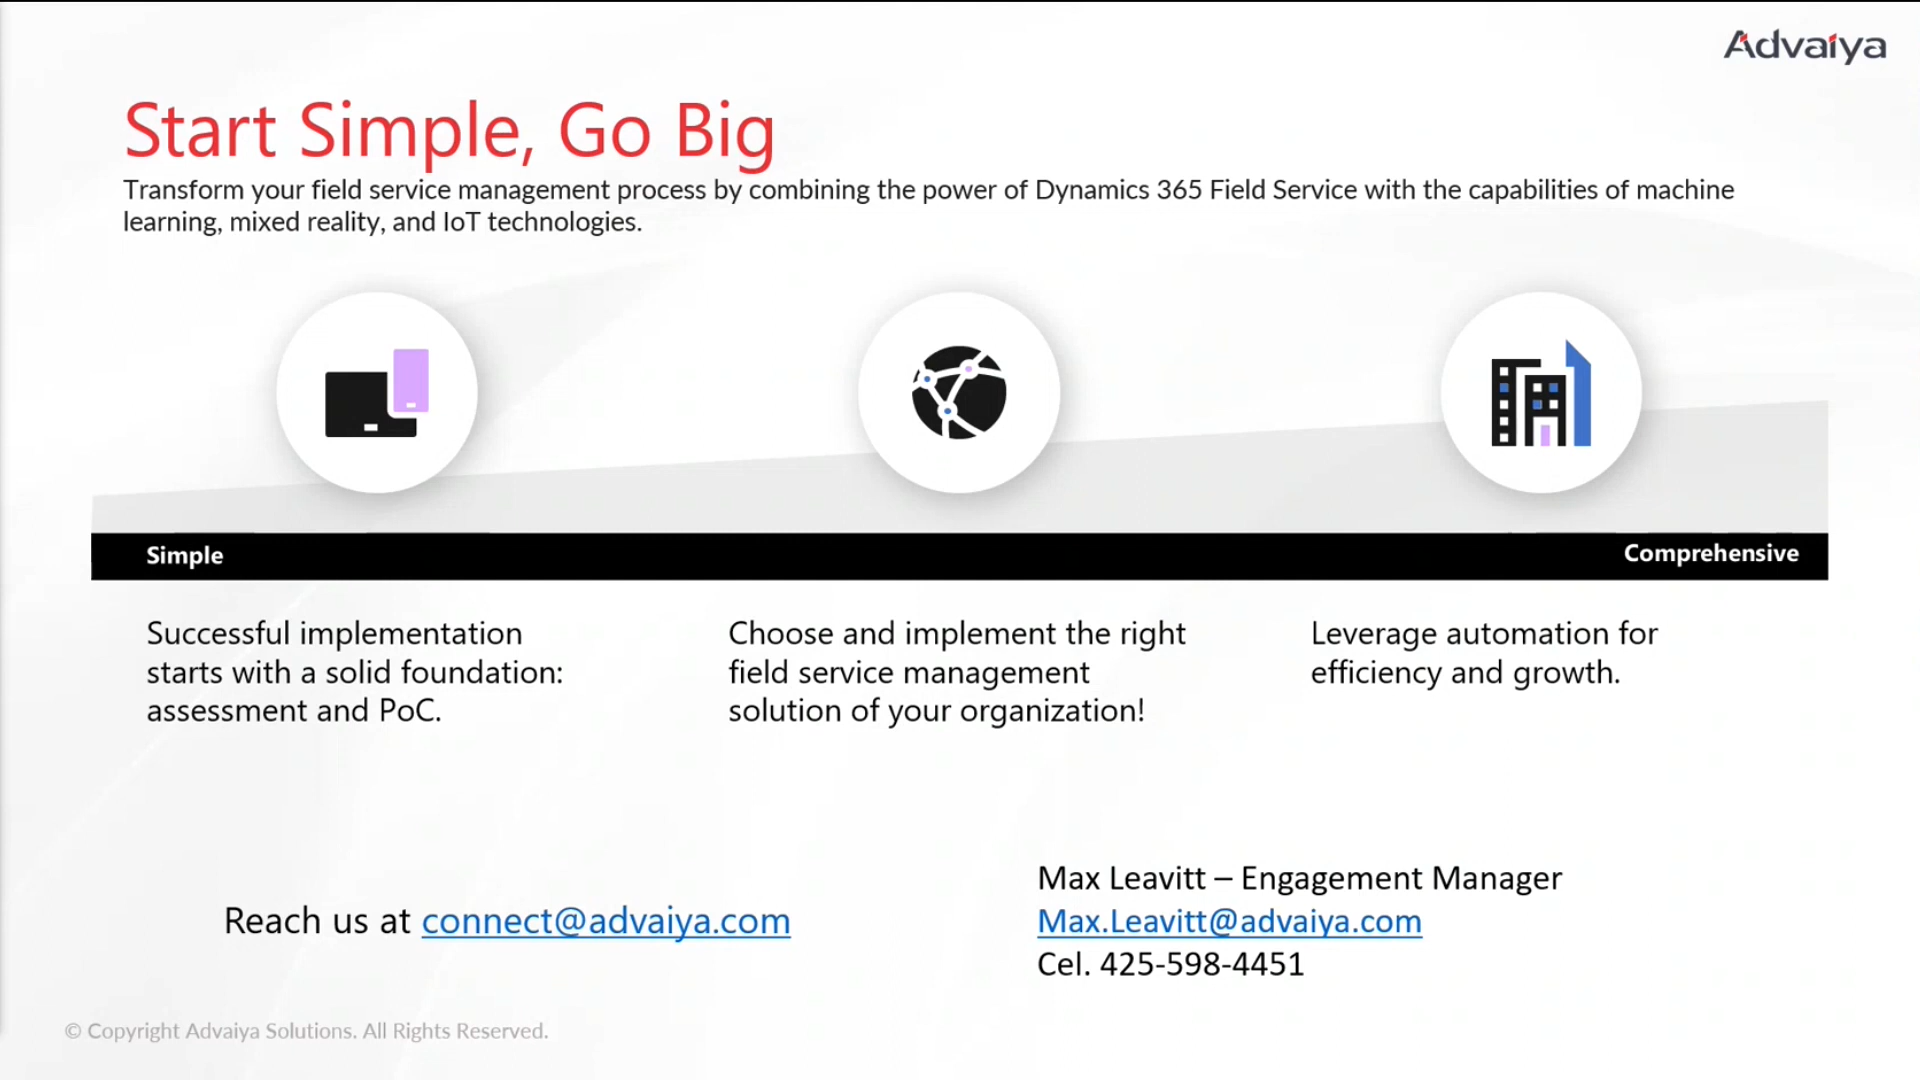 Advaiya
Start Simple, Go Big
Transform your field service management process by combining the power of Dynamics 365 Field Service with the capabilities of machine
learning, mixed reality, and IoT technologies.
Simple
Comprehensive
Successful implementation
starts with a solid foundation:
assessment and PoC.
Choose and implement the right
field service management
solution of your organization!
Leverage automation for
efficiency and growth.
Reach us at connect@advaiya.com
Max Leavitt – Engagement Manager
Max.Leavitt@advaiya.com
Cel. 425-598-4451
© Copyright Advaiya Solutions. All Rights Reserved.